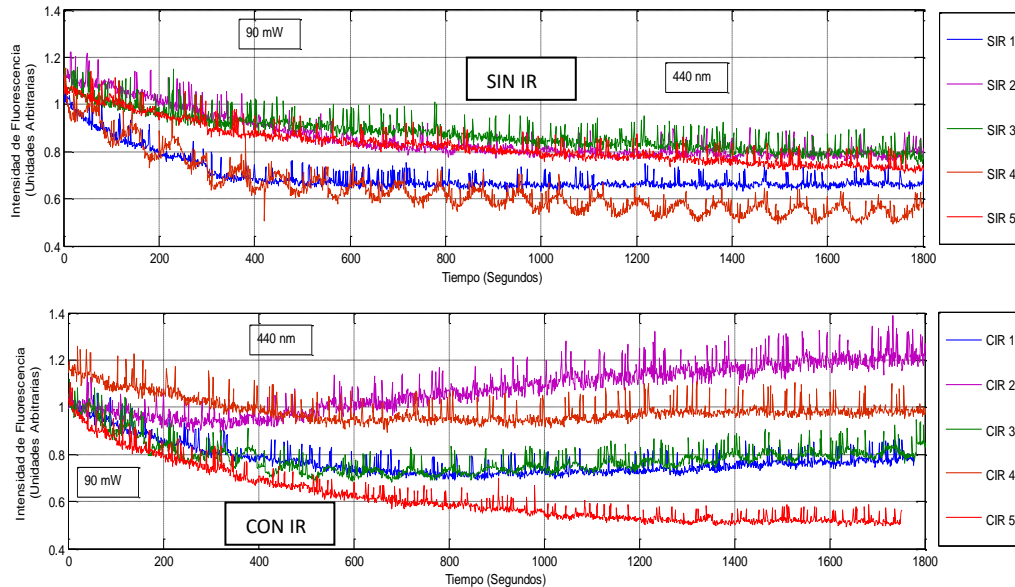 Intensidad de Fluorescencia
(Unidades Arbitrarias)
1.4
1.2
1
0.8
0.6
0.4
90 mW
SIN IR
440 nm
0 200 400 600 800 1000 1200 1400 1600 1800
Tiempo (Segundos)
SIR 1
SIR 2
SIR 3
SIR 4
SIR 5
Intensidad de Fluorescencia
(Unidades Arbitrarias)
1.4
1.2
1
0.8
0.6
0.4
440 nm
90 mW
CON IR
0 200 400 600 800 1000 1200 1400 1600 1800
Tiempo (Segundos)
CIR 1
CIR 2
CIR 3
CIR 4
CIR 5